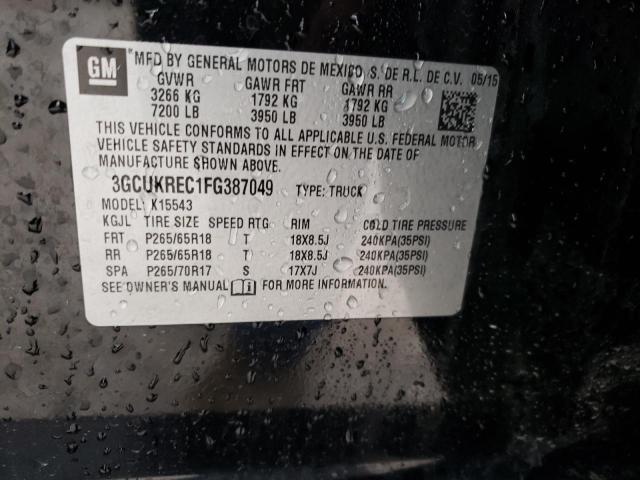 GM
MFD BY GENERAL MOTORS DE MEXICO, S. DE R.L. DE C.V. 05/15
GVWR GAWR FRT GAWR RR
3266 KG 1792 KG 1792 KG
7200 LB 3950 LB 3950 LB
THIS VEHICLE CONFORMS TO ALL APPLICABLE U.S. FEDERAL MOTOR
VEHICLE SAFETY STANDARDS IN EFFECT ON THE DATE OF
MANUFACTURE SHOWN ABOVE.
3GCUKREC1FG387049 TYPE: TRUCK
MODEL: K15543
KGJL TIRE SIZE SPEED RTG RIM COLD TIRE PRESSURE
FRT P265/65R18 T 18X8.5J 240KPA(35PSI)
RR P265/65R18 T 18X8.5J 240KPA(35PSI)
SPA P265/70R17 S 17X7J 240KPA(35PSI)
SEE OWNER'S MANUAL FOR MORE INFORMATION.